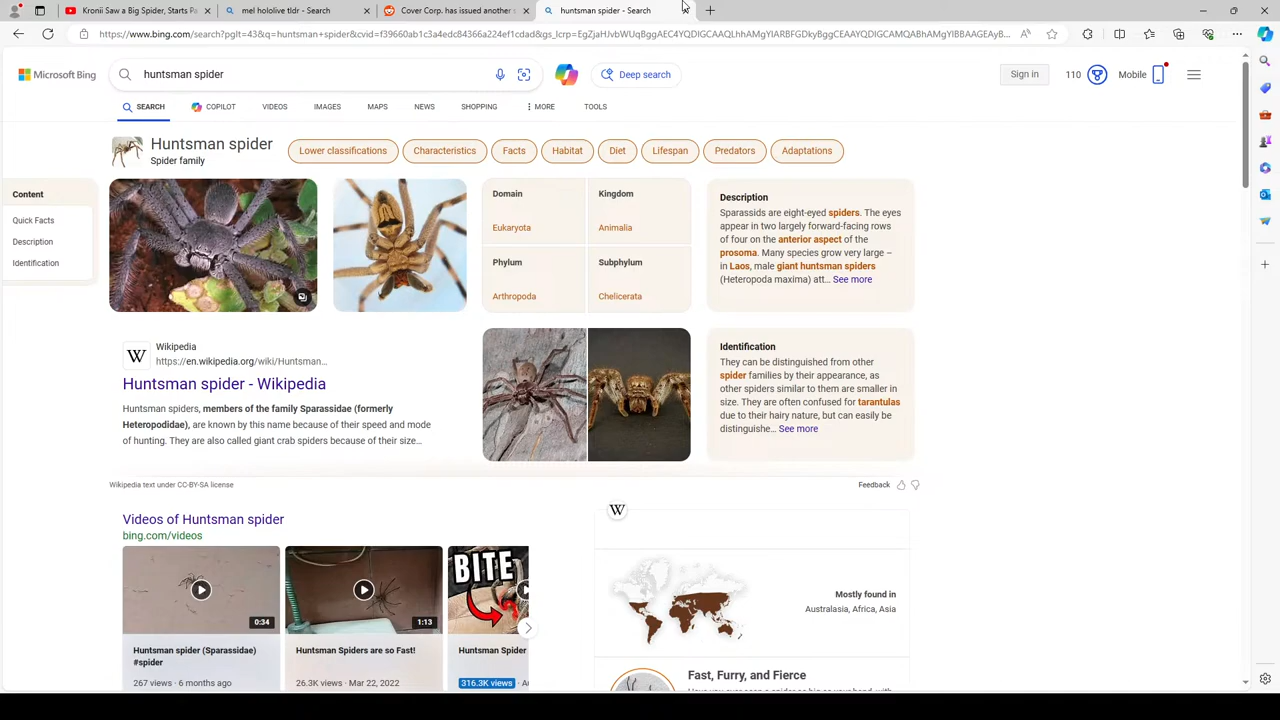 Kronii Saw a Big Spider, Starts Pa
mel hololive tldr - Search
Cover Corp. has issued another s
huntsman spider - Search
https://www.bing.com/search?pglt=43&q=huntsman+spider&cvid=f39660ab1c3a4edc84366a224ef1cdad&gs_lcrp=EgZjaHJvbWUqBggAEC4YQDIGCAAQLhhAMgYIARBFGDkyBggCEAAYQDIGCAMQABhAMgYIBBAAGEAyB...
Microsoft Bing
huntsman spider
Deep search
Sign in
110
Mobile
SEARCH
COPILOT
VIDEOS
IMAGES
MAPS
NEWS
SHOPPING
MORE
TOOLS
Huntsman spider
Spider family
Lower classifications
Characteristics
Facts
Habitat
Diet
Lifespan
Predators
Adaptations
Content
Quick Facts
Description
Identification
Domain
Eukaryota
Kingdom
Animalia
Phylum
Arthropoda
Subphylum
Chelicerata
Description
Sparassids are eight-eyed spiders. The eyes
appear in two largely forward-facing rows
of four on the anterior aspect of the
prosoma. Many species grow very large –
in Laos, male giant huntsman spiders
(Heteropoda maxima) att... See more
W
Wikipedia
https://en.wikipedia.org/wiki/Huntsman...
Huntsman spider - Wikipedia
Huntsman spiders, members of the family Sparassidae (formerly
Heteropodidae), are known by this name because of their speed and mode
of hunting. They are also called giant crab spiders because of their size...
Identification
They can be distinguished from other
spider families by their appearance, as
other spiders similar to them are smaller in
size. They are often confused for tarantulas
due to their hairy nature, but can easily be
distinguishe... See more
Wikipedia text under CC-BY-SA license
Feedback
Videos of Huntsman spider
bing.com/videos
0:34
Huntsman spider (Sparassidae)
#spider
267 views · 6 months ago
1:13
Huntsman Spiders are so Fast!
26.3K views · Mar 22, 2022
BITE
Huntsman Spider
316.3K views
W
Mostly found in
Australasia, Africa, Asia
Fast, Furry, and Fierce